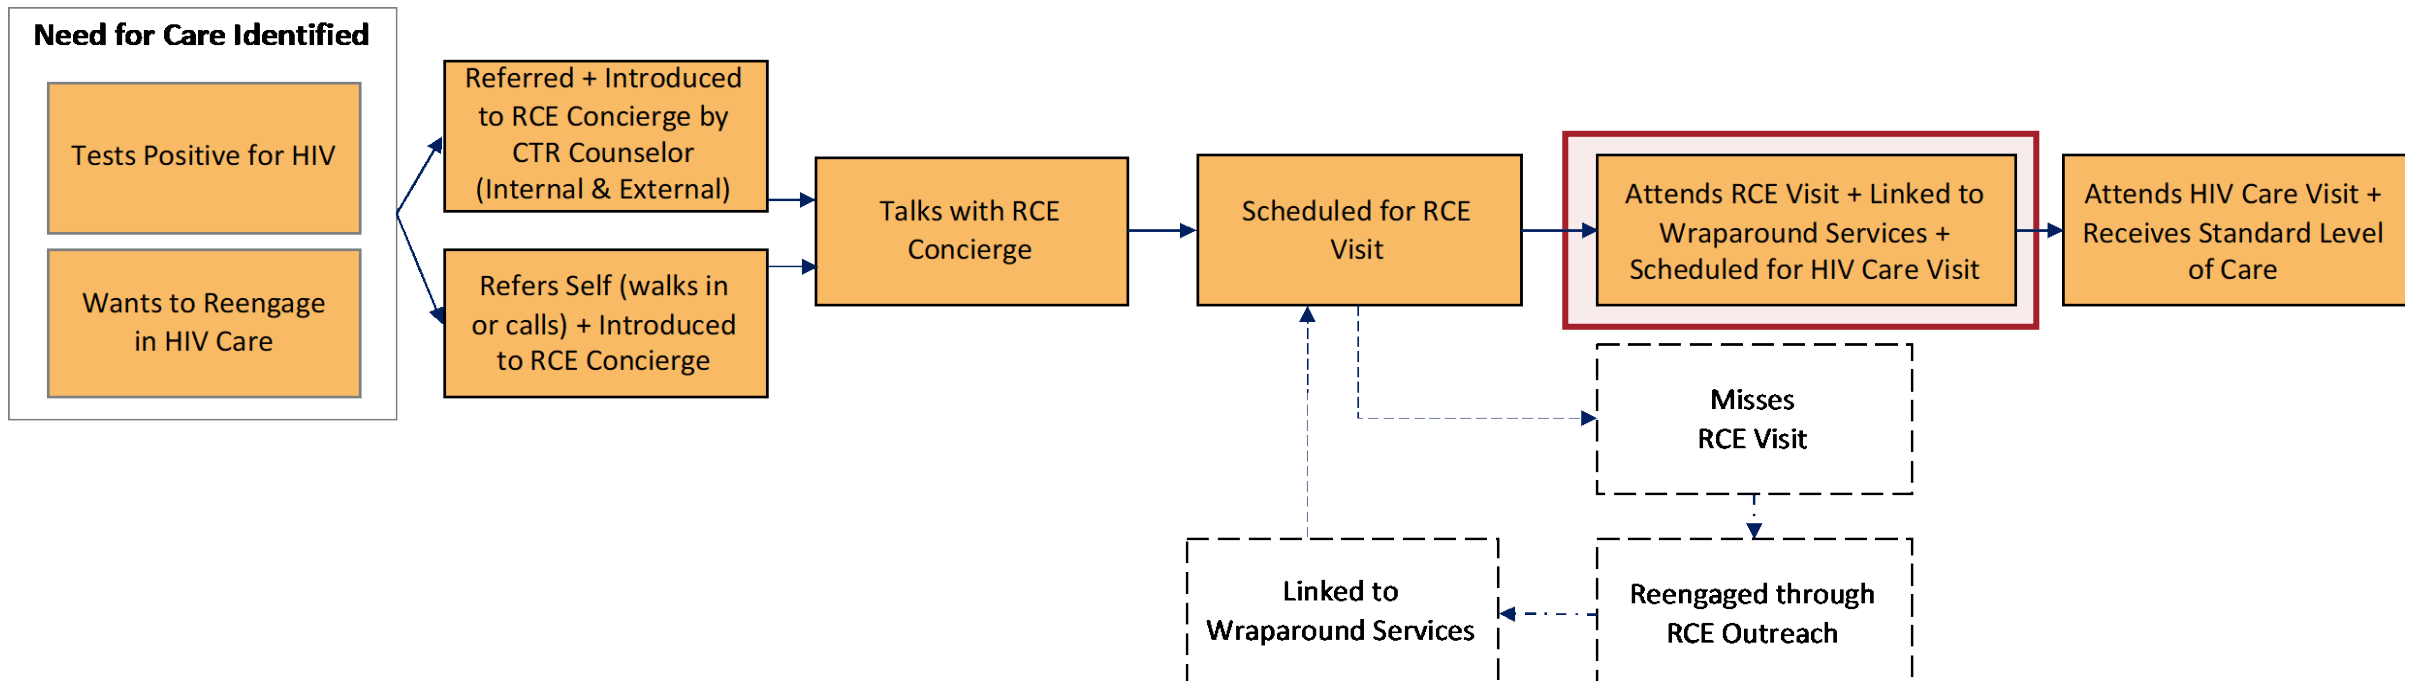 Need for Care Identified
Tests Positive for HIV
Wants to Reengage
in HIV Care
Referred + Introduced
to RCE Concierge by
CTR Counselor
(Internal & External)
Refers Self (walks in
or calls) + Introduced
to RCE Concierge
Talks with RCE
Concierge
Scheduled for RCE
Visit
Attends RCE Visit + Linked to
Wraparound Services +
Scheduled for HIV Care Visit
Attends HIV Care Visit +
Receives Standard Level
of Care
Misses
RCE Visit
Reengaged through
RCE Outreach
Linked to
Wraparound Services